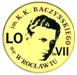 IM. K.K. BACZYŃSKIEGO
LO VII
WE WROCŁAWIU